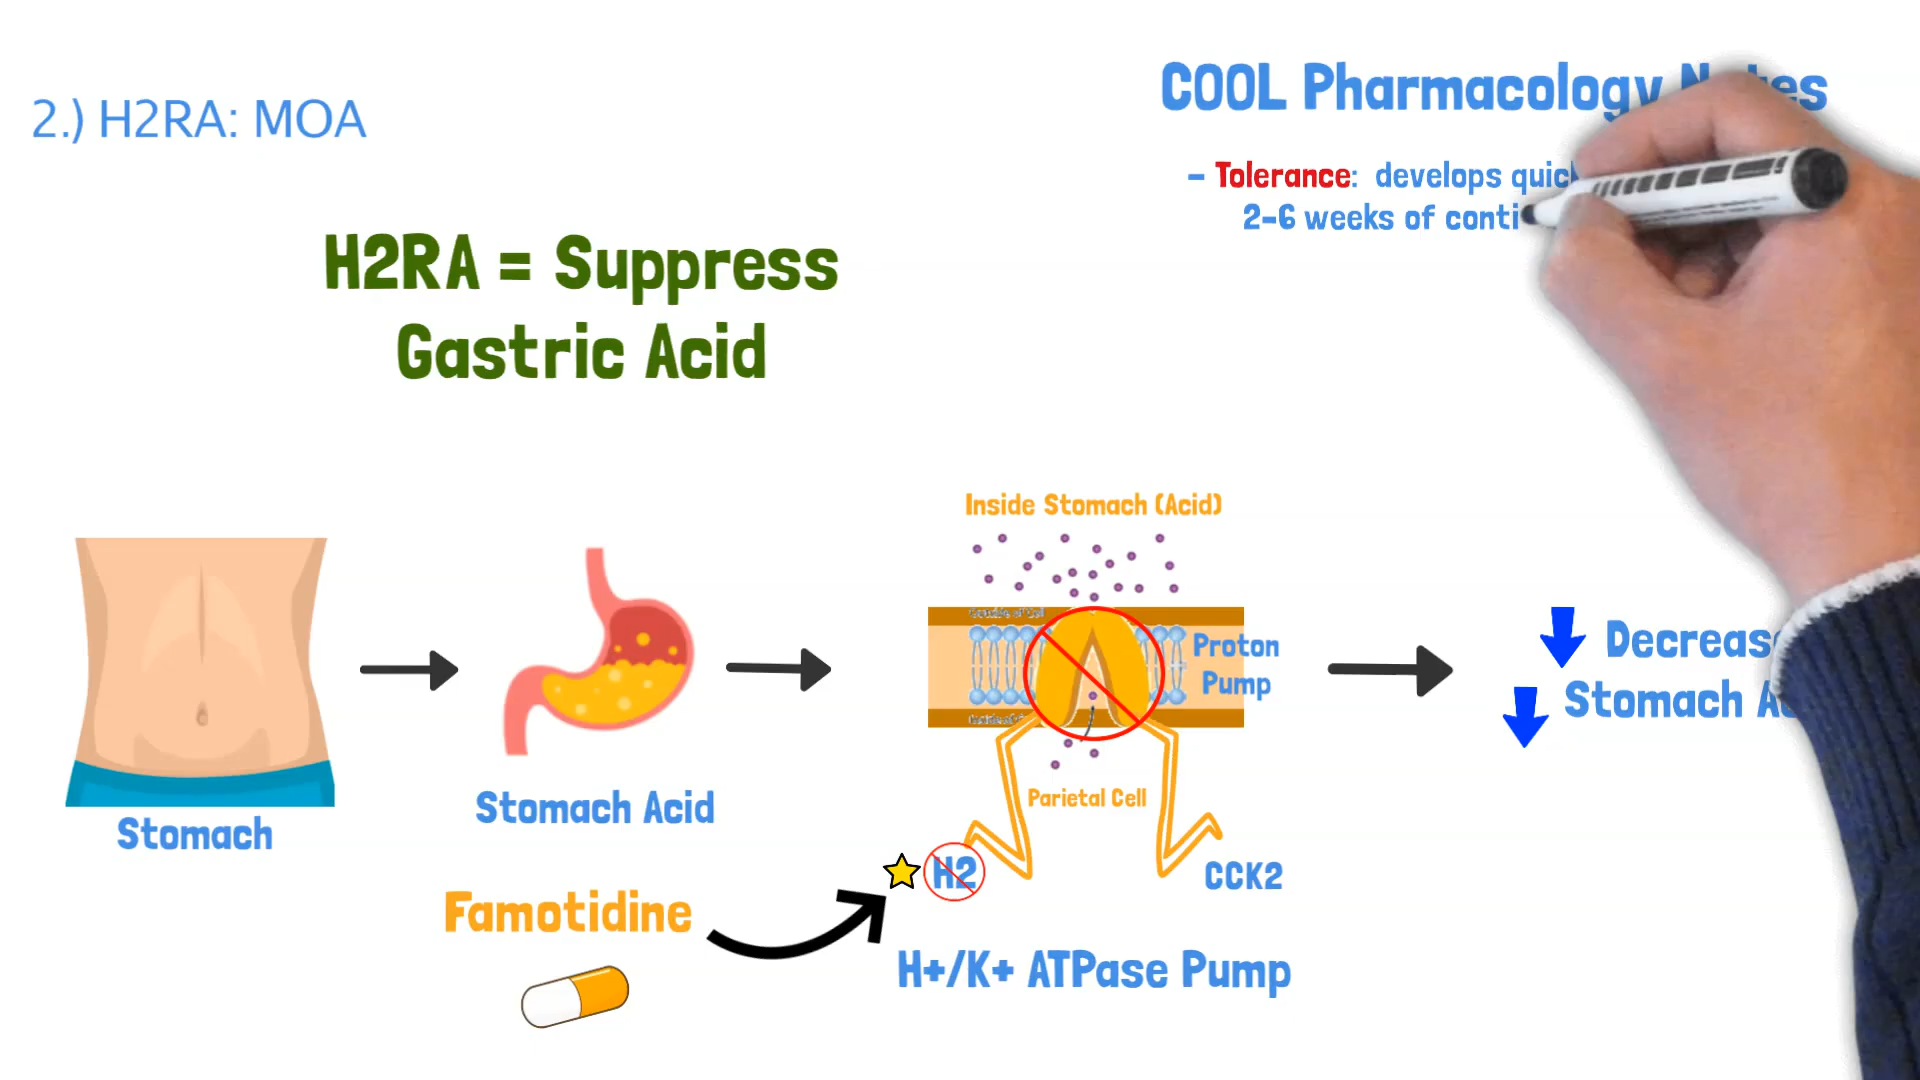 2.) H2RA: MOA
COOL Pharmacology
- Tolerance: develops
2-6 weeks of
H2RA = Suppress
Gastric Acid
Inside Stomach (Acid)
Proton
Pump
Stomach
Stomach Acid
Parietal Cell
H2
CCK2
Famotidine
H+/K+ ATPase Pump
Stomach